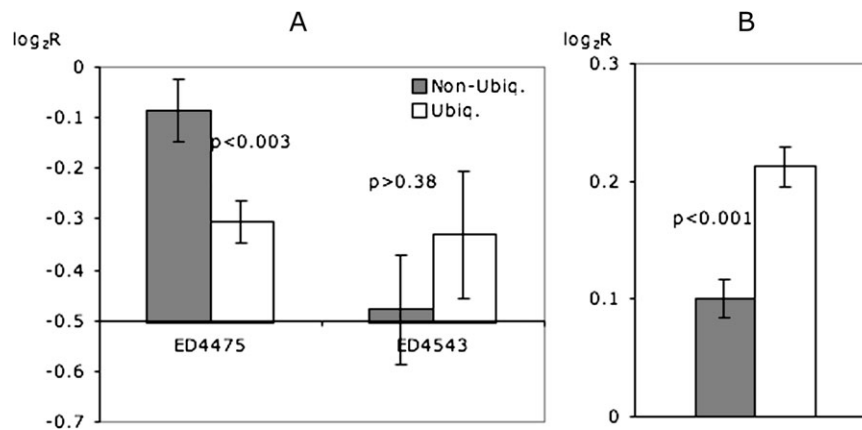 A
log₂R
0
-0.1
-0.2
-0.3
-0.4
-0.5
-0.6
-0.7
Non-Ubiq.
Ubiq.
p<0.003
p>0.38
ED4475
ED4543
B
log₂R
0.3
0.2
0.1
0
p<0.001